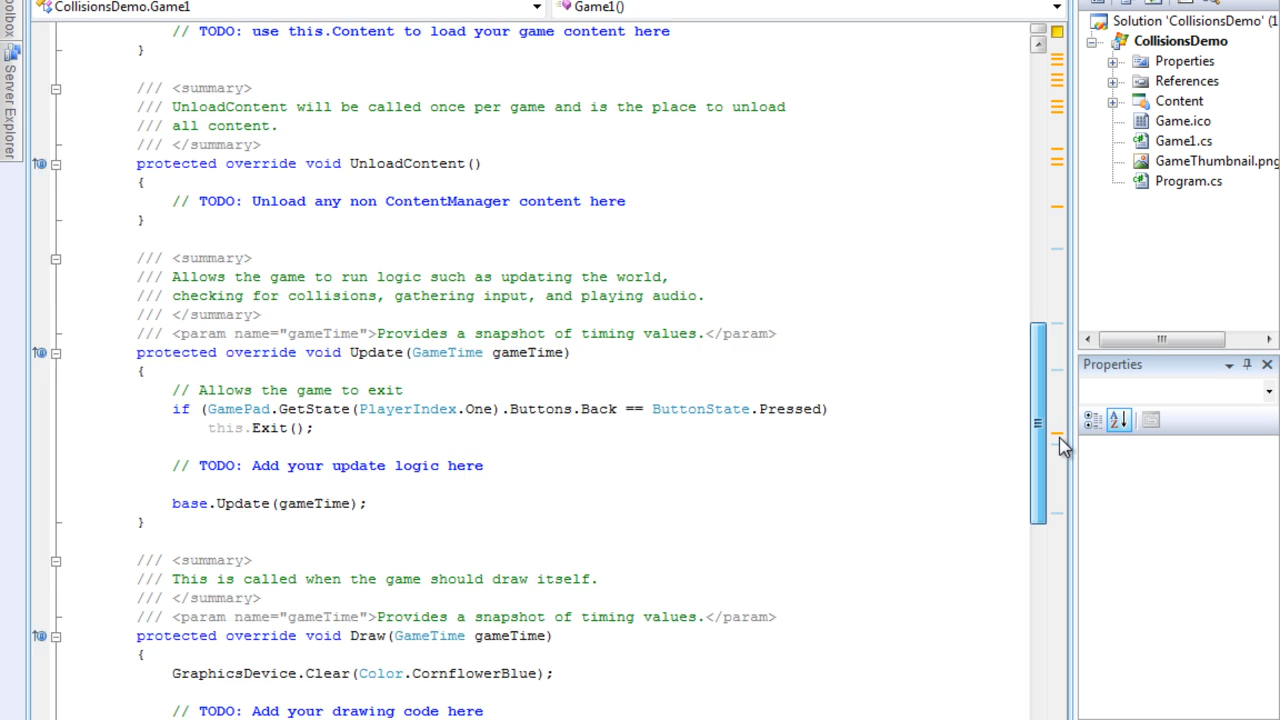 CollisionsDemo.Game1
Game1()
// TODO: use this.Content to load your game content here
}
/// <summary>
/// UnloadContent will be called once per game and is the place to unload
/// all content.
/// </summary>
protected override void UnloadContent()
{
// TODO: Unload any non ContentManager content here
}
/// <summary>
/// Allows the game to run logic such as updating the world,
/// checking for collisions, gathering input, and playing audio.
/// </summary>
/// <param name="gameTime">Provides a snapshot of timing values.</param>
protected override void Update(GameTime gameTime)
{
// Allows the game to exit
if (GamePad.GetState(PlayerIndex.One).Buttons.Back == ButtonState.Pressed)
this.Exit();
// TODO: Add your update logic here
base.Update(gameTime);
}
/// <summary>
/// This is called when the game should draw itself.
/// </summary>
/// <param name="gameTime">Provides a snapshot of timing values.</param>
protected override void Draw(GameTime gameTime)
{
GraphicsDevice.Clear(Color.CornflowerBlue);
// TODO: Add your drawing code here
olbox
Server Explorer
Solution 'CollisionsDemo' (1
CollisionsDemo
Properties
References
Content
Game.ico
Game1.cs
GameThumbnail.png
Program.cs
Properties